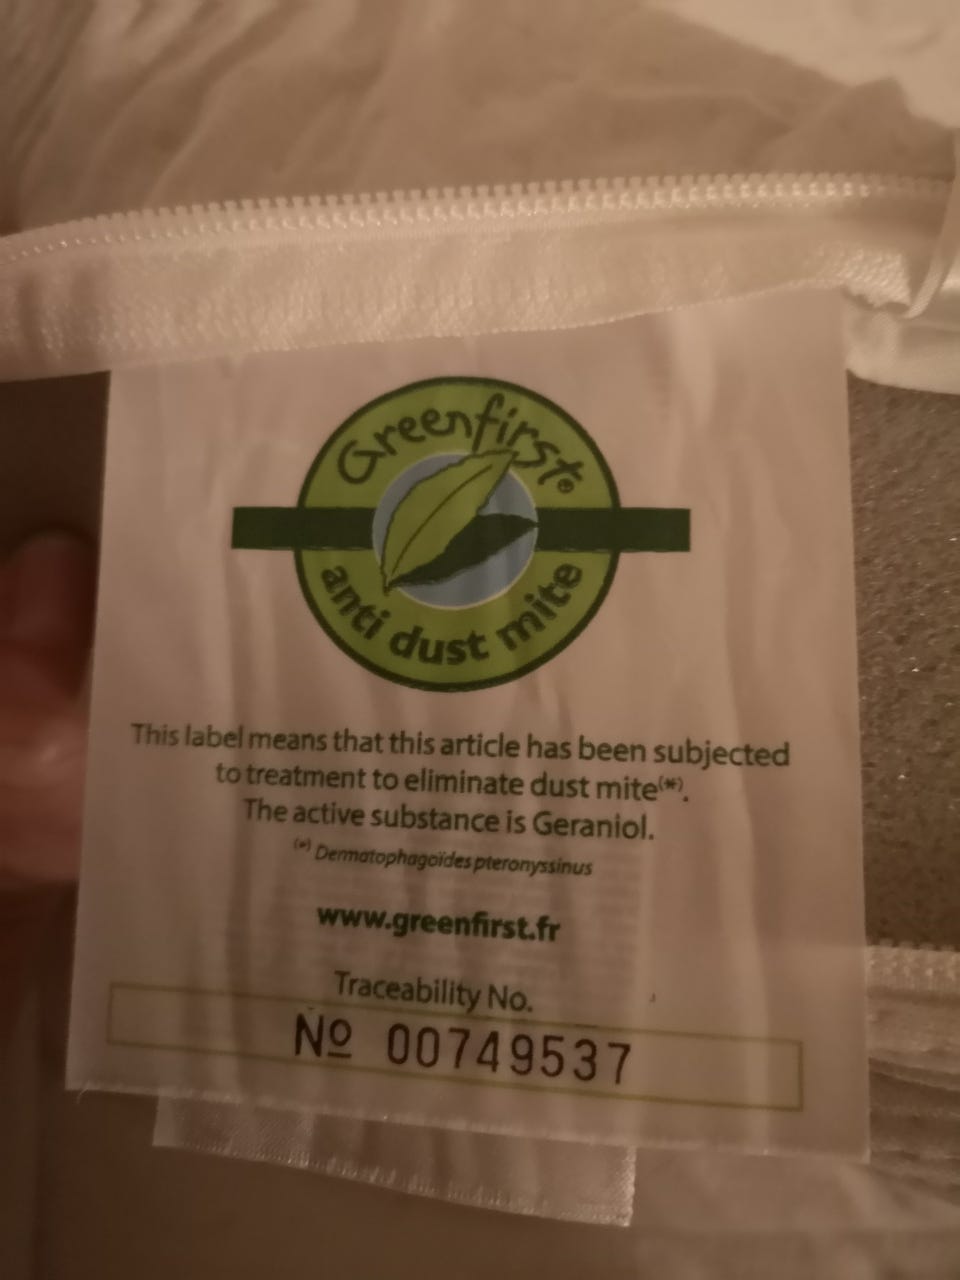 Greenfirst®
anti dust mite
This label means that this article has been subjected
to treatment to eliminate dust mite(*).
The active substance is Geraniol.
(*) Dermatophagoïdes pteronyssinus
www.greenfirst.fr
Traceability No.
Nº 00749537